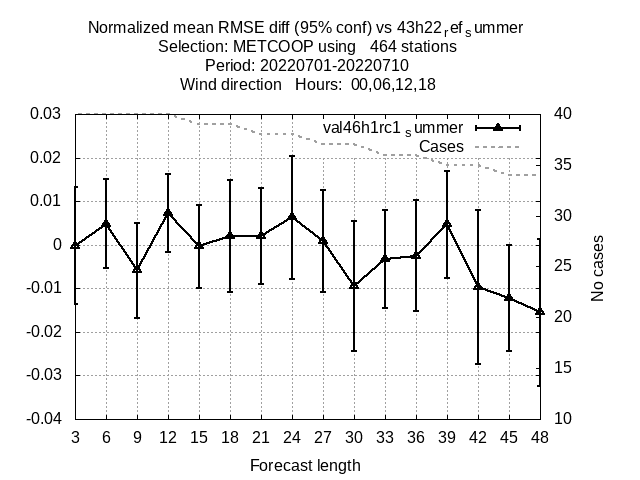 Normalized mean RMSE diff (95% conf) vs 43h22refsummer
Selection: METCOOP using 464 stations
Period: 20220701-20220710
Wind direction Hours: 00,06,12,18
val46h1rc1summer
Cases
0.03
0.02
0.01
0
-0.01
-0.02
-0.03
-0.04
40
35
30
25
20
15
10
No cases
3 6 9 12 15 18 21 24 27 30 33 36 39 42 45 48
Forecast length